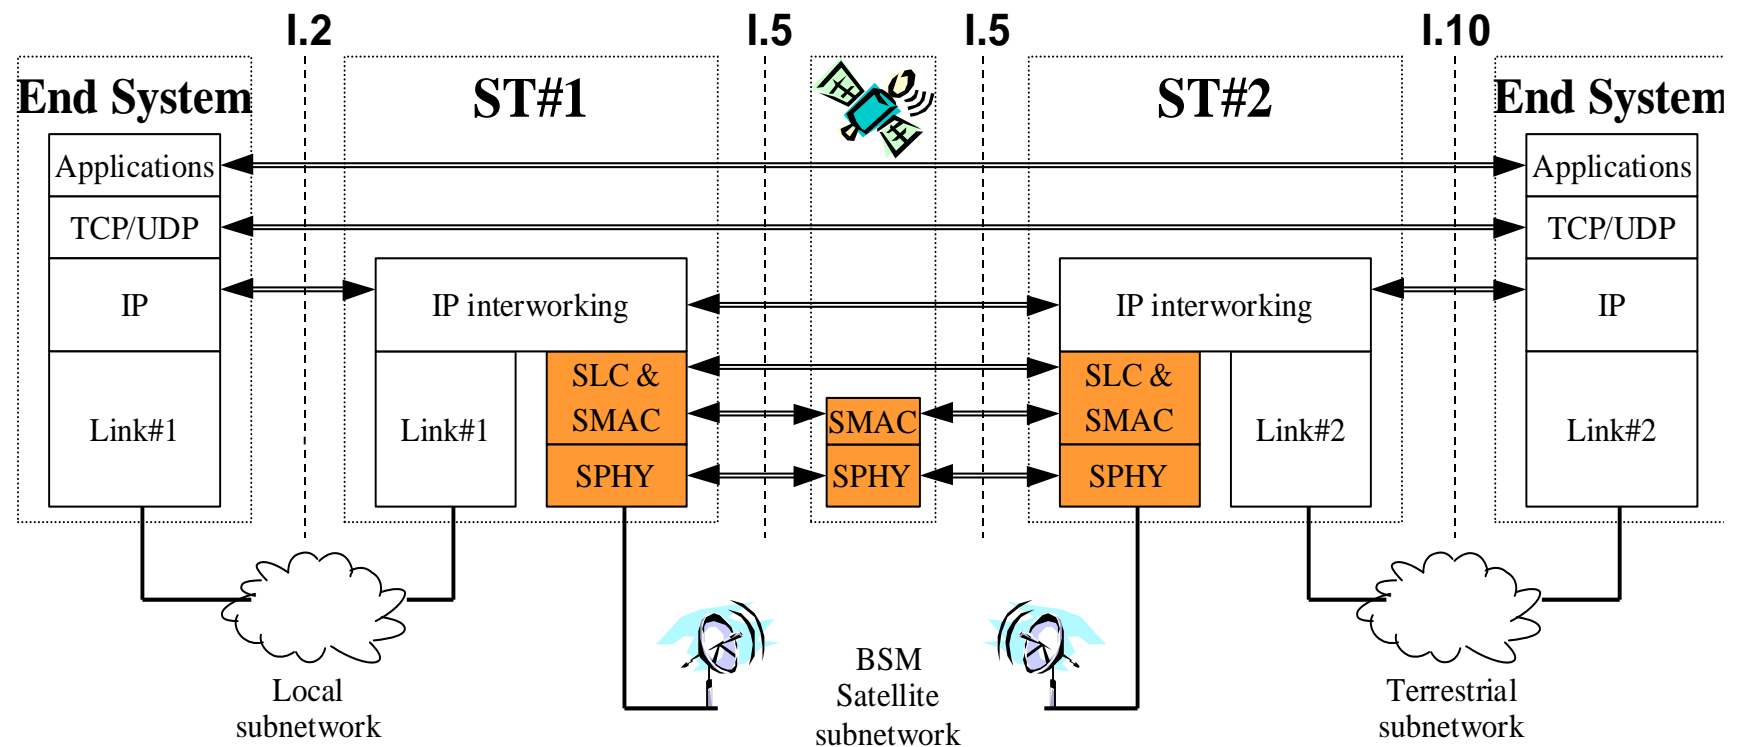 I.2 I.5 I.5 I.10
End System ST#1 ST#2 End System
Applications Applications
TCP/UDP TCP/UDP
IP IP interworking IP interworking IP
SLC & SLC &
SMAC SMAC SMAC
Link#1 Link#1 Link#2 Link#2
SPHY SPHY SPHY
BSM
Local Satellite Terrestrial
subnetwork subnetwork subnetwork